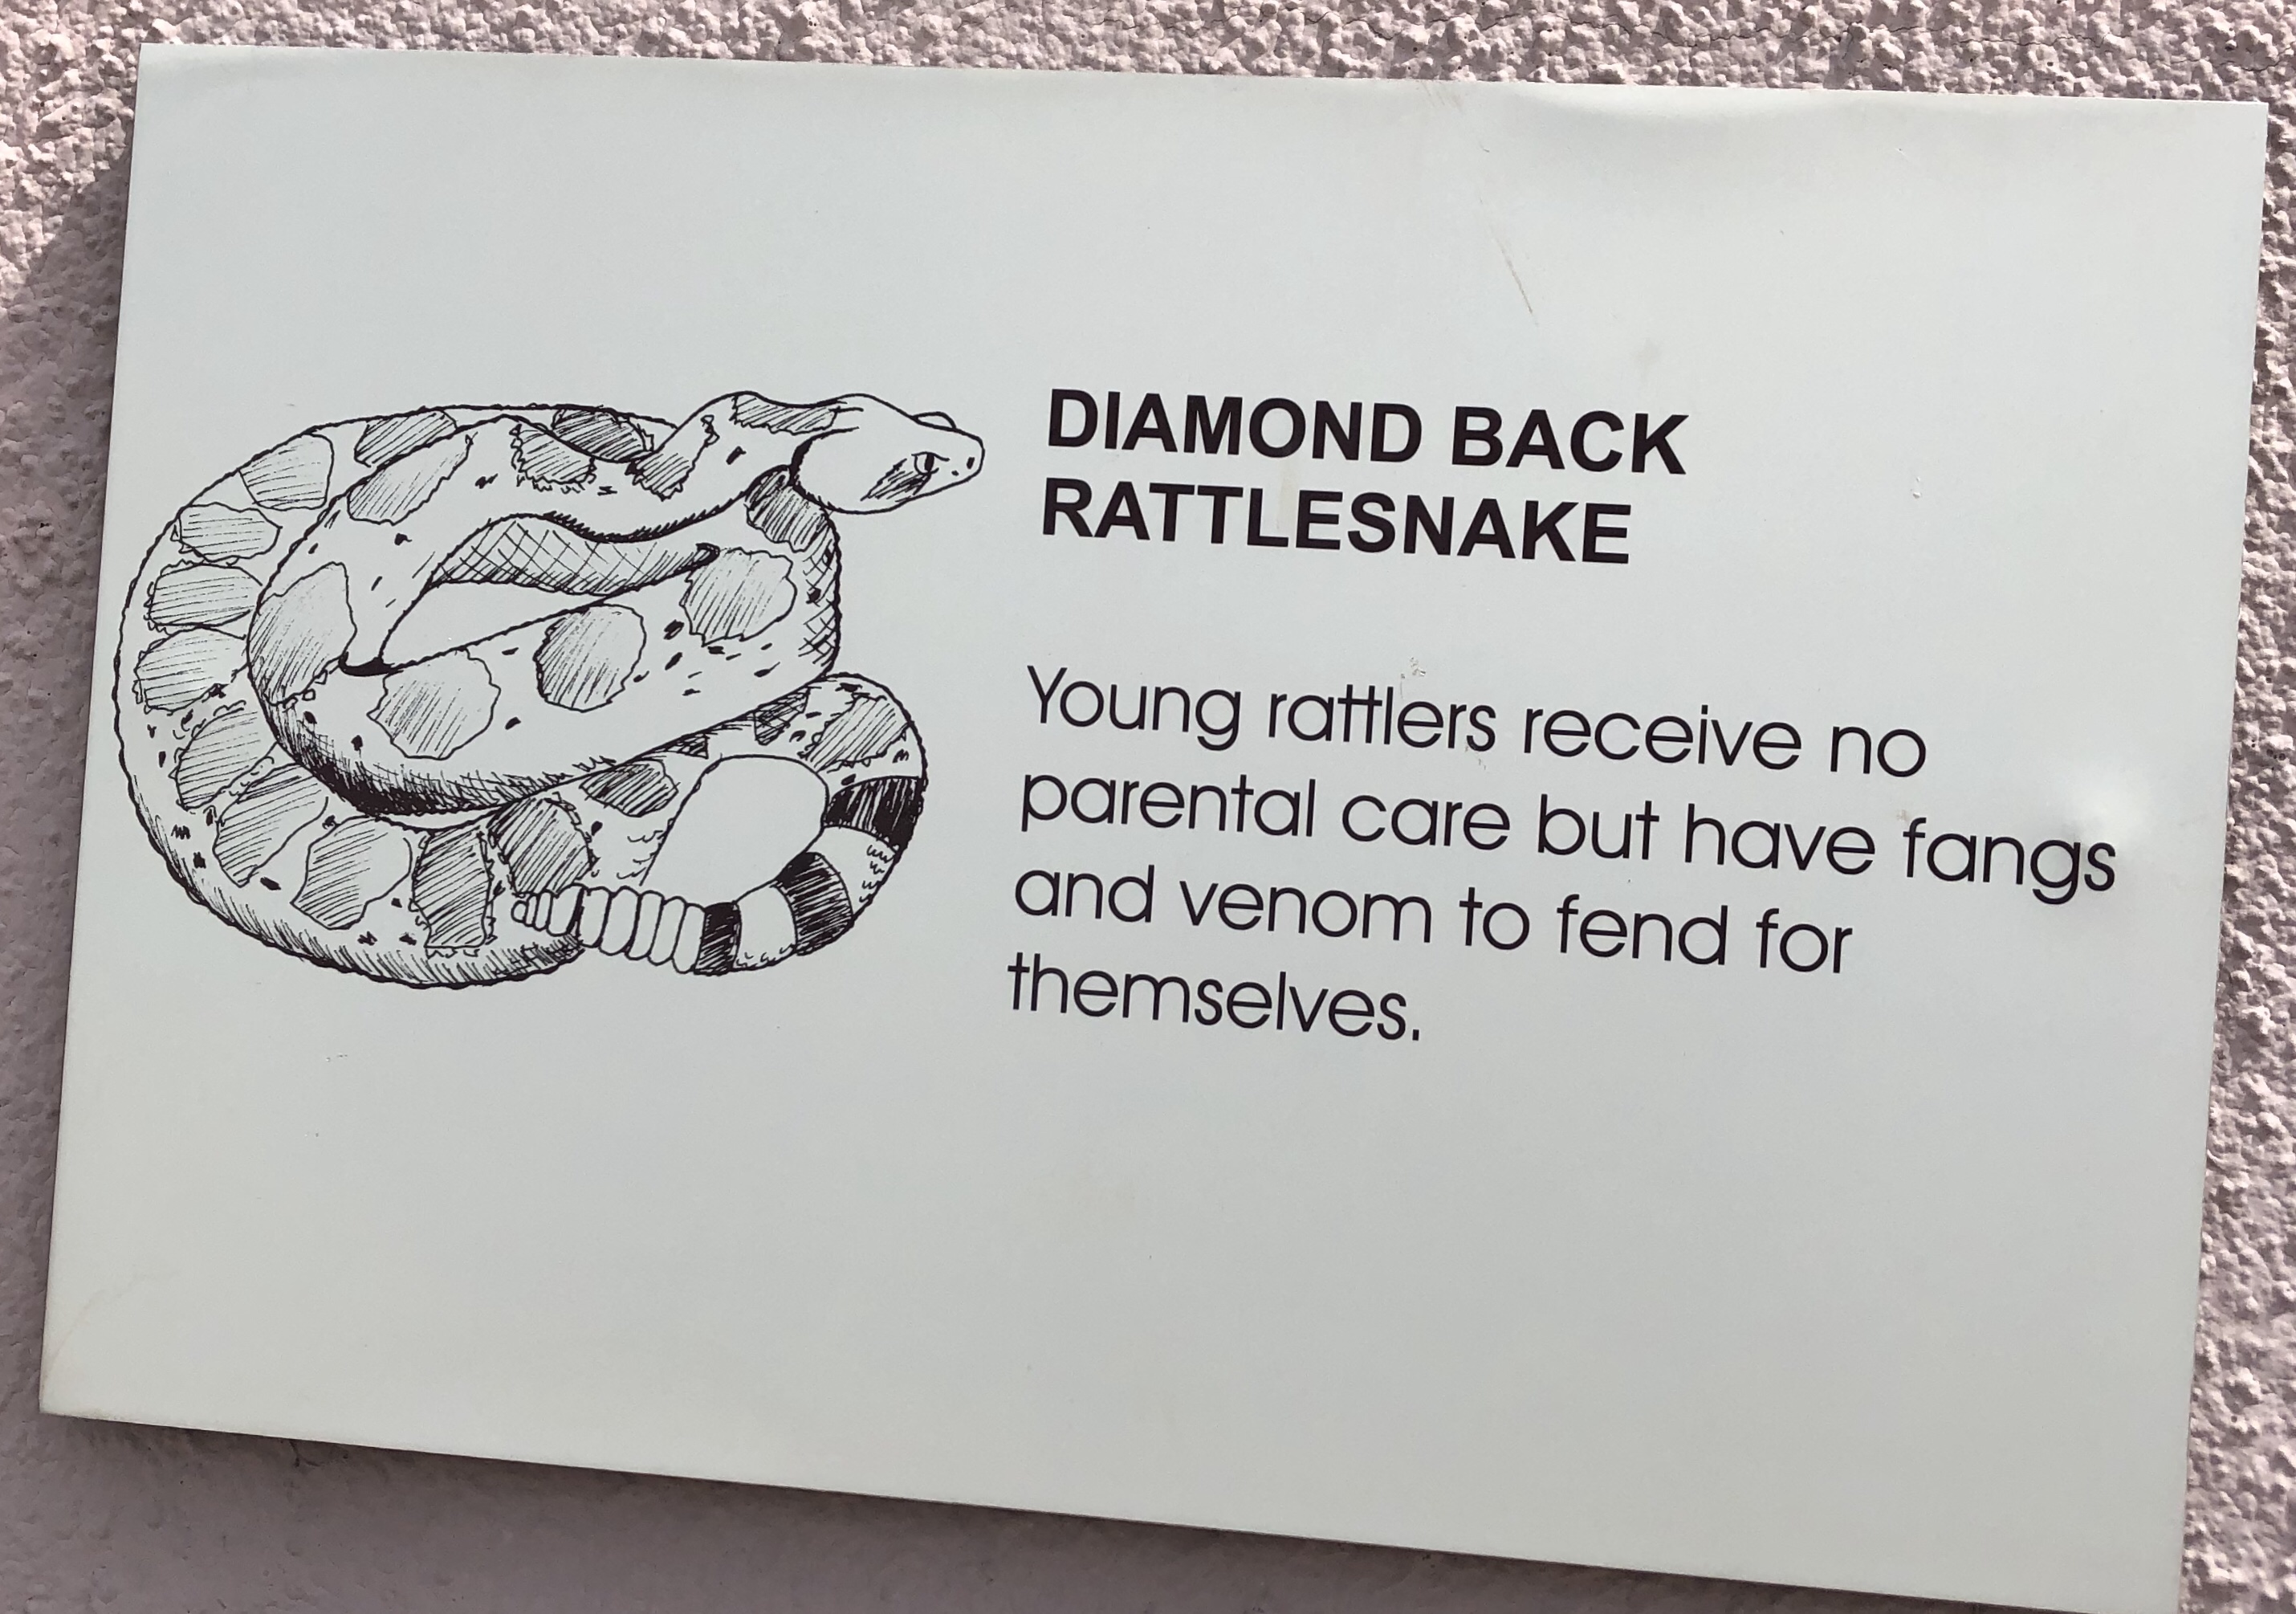 DIAMOND BACK
RATTLESNAKE
Young rattlers receive no
parental care but have fangs
and venom to fend for
themselves.